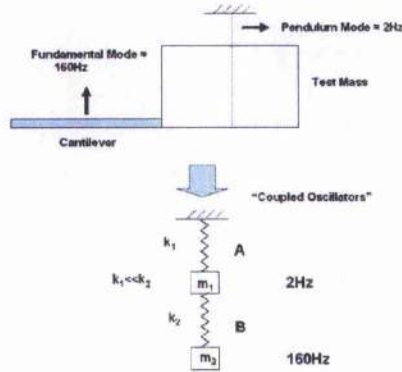 Pendulum Mode ≈ 2Hz
Fundamental Mode ≈
160Hz
Test Mass
Cantilever
"Coupled Oscillators"
k1
A
k1<<k2
m1
2Hz
k2
B
m2
160Hz